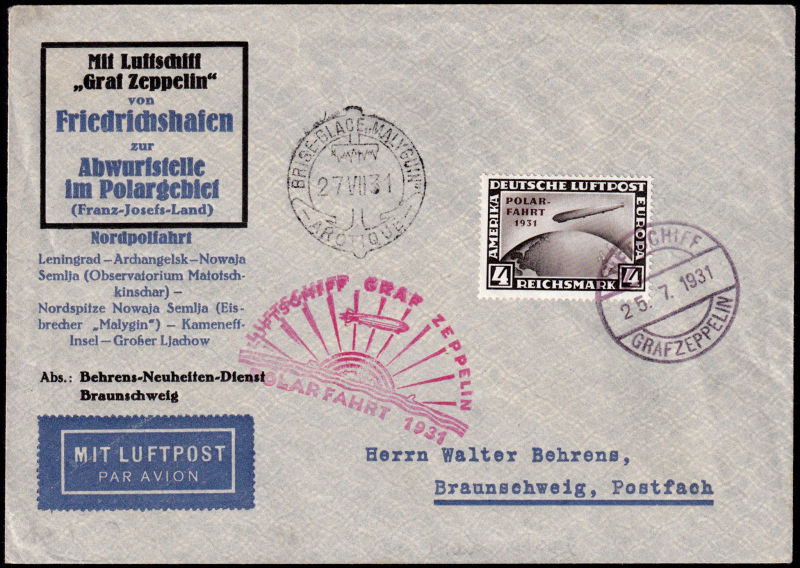 Mit Luftschiff
„Graf Zeppelin“
von
Friedrichshafen
zur
Abwurfstelle
im Polargebiet
(Franz-Josefs-Land)
Nordpolfahrt
Leningrad – Archangelsk – Nowaja
Semlja (Observatorium Matotsch-
kinschar) –
Nordspitze Nowaja Semlja (Eis-
brecher „Malygin“) – Kameneff-
Insel – Großer Ljachow
Abs.: Behrens-Neuheiten-Dienst
Braunschweig
MIT LUFTPOST
PAR AVION
BRISE-GLACE „MALYGUIN“
27 VII 31
ARCTIQUE
DEUTSCHE LUFTPOST
AMERIKA
EUROPA
POLAR-
FAHRT
1931
4 REICHSMARK 4
LUFTSCHIFF
25. 7. 1931
GRAF ZEPPELIN
LUFTSCHIFF GRAF ZEPPELIN
POLARFAHRT 1931
Herrn Walter Behrens,
Braunschweig, Postfach